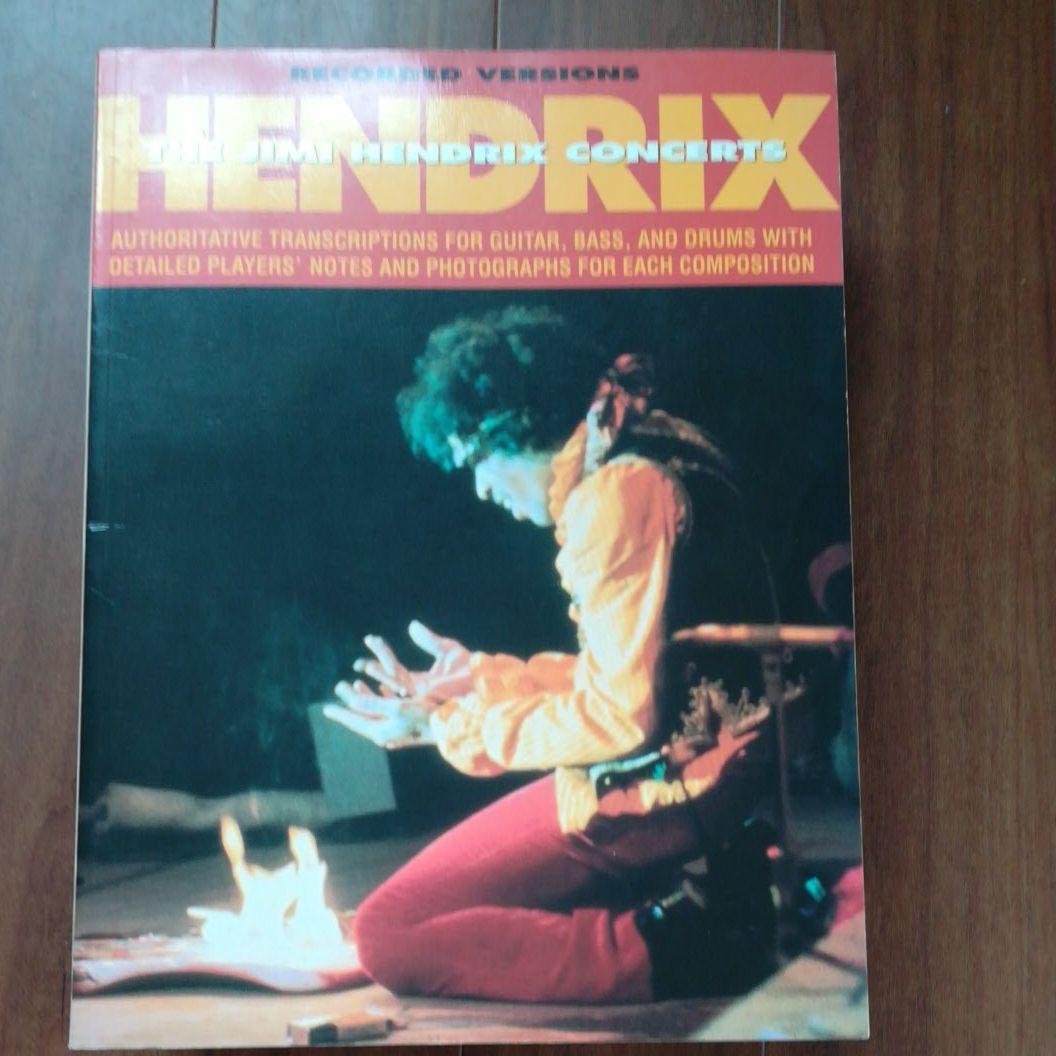 RECORDED VERSIONS
HENDRIX
THE JIMI HENDRIX CONCERTS
AUTHORITATIVE TRANSCRIPTIONS FOR GUITAR, BASS, AND DRUMS WITH
DETAILED PLAYERS' NOTES AND PHOTOGRAPHS FOR EACH COMPOSITION